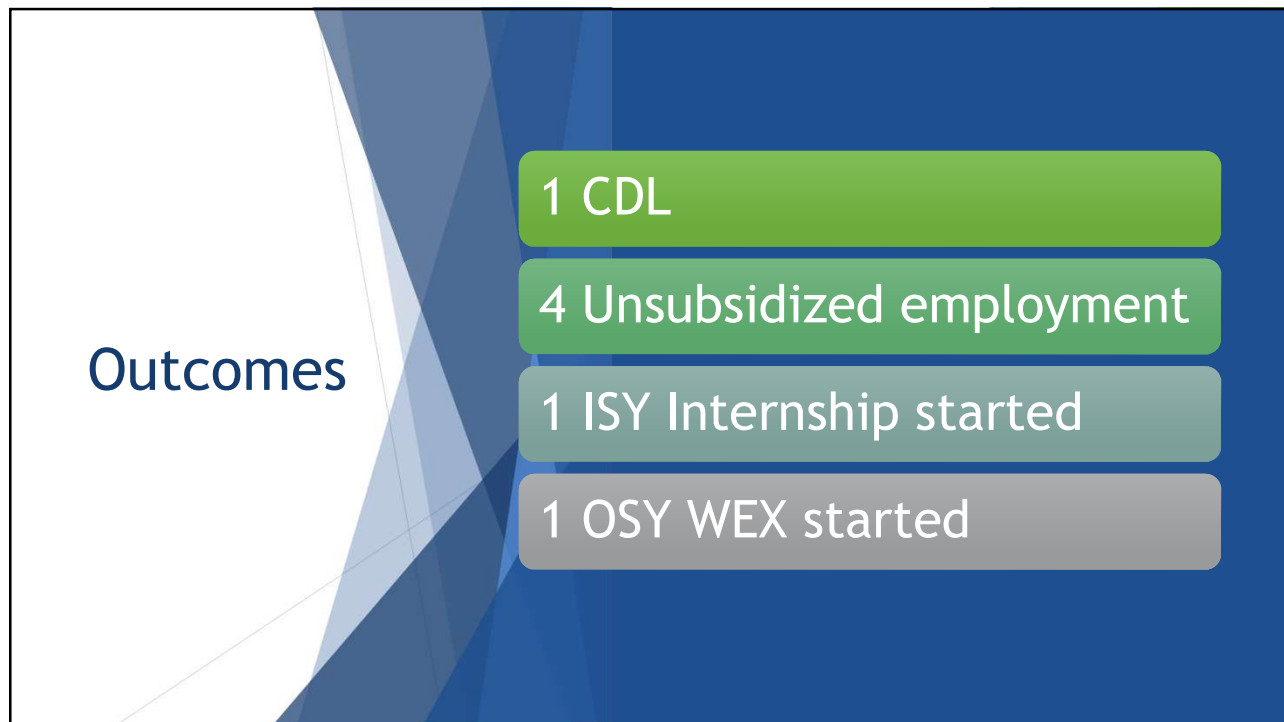 Outcomes
1 CDL
4 Unsubsidized employment
1 ISY Internship started
1 OSY WEX started